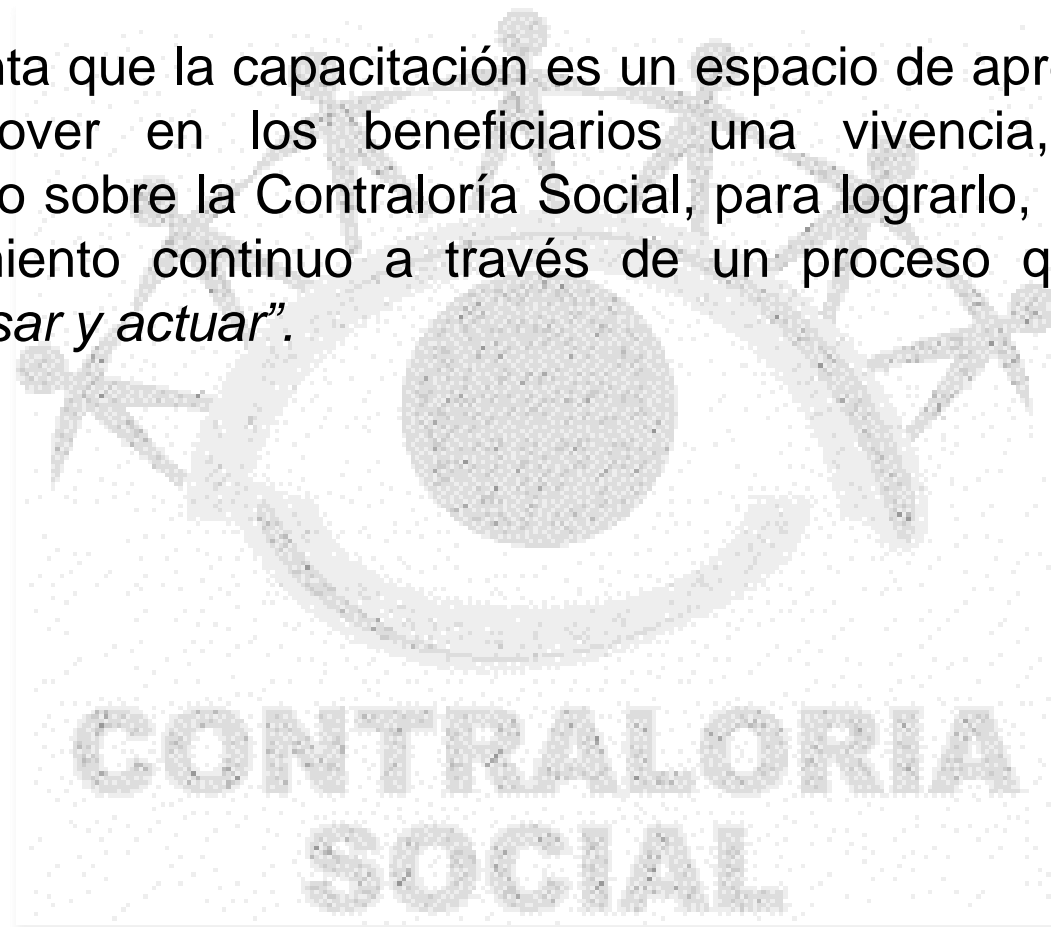 nta que la capacitación es un espacio de apr
over en los beneficiarios una vivencia,
o sobre la Contraloría Social, para lograrlo,
niento continuo a través de un proceso q
sar y actuar”.
CONTRALORIA
SOCIAL